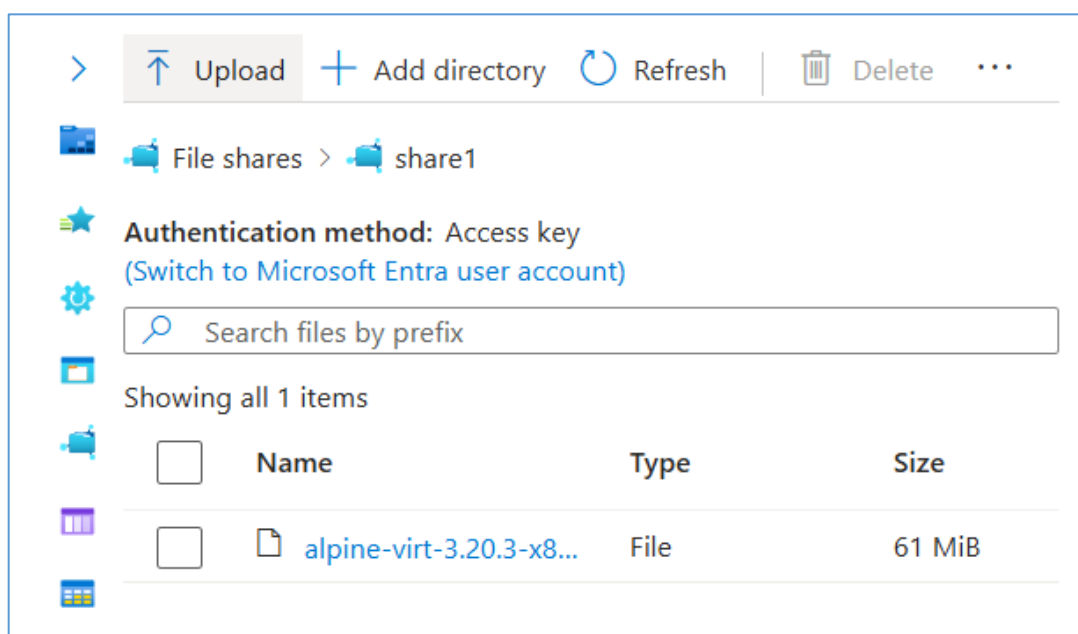 Upload Add directory Refresh Delete ...
File shares > share1
Authentication method: Access key
(Switch to Microsoft Entra user account)
Search files by prefix
Showing all 1 items
Name Type Size
alpine-virt-3.20.3-x8... File 61 MiB